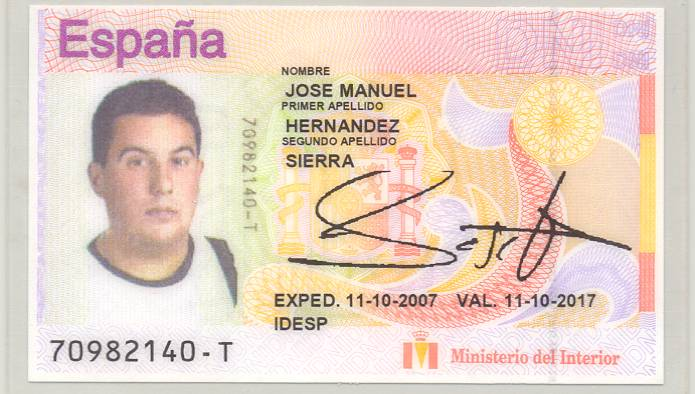 España
NOMBRE
JOSE MANUEL
PRIMER APELLIDO
HERNANDEZ
SEGUNDO APELLIDO
SIERRA
70982140-T
EXPED. 11-10-2007 VAL. 11-10-2017
IDESP
70982140-T
Ministerio del Interior